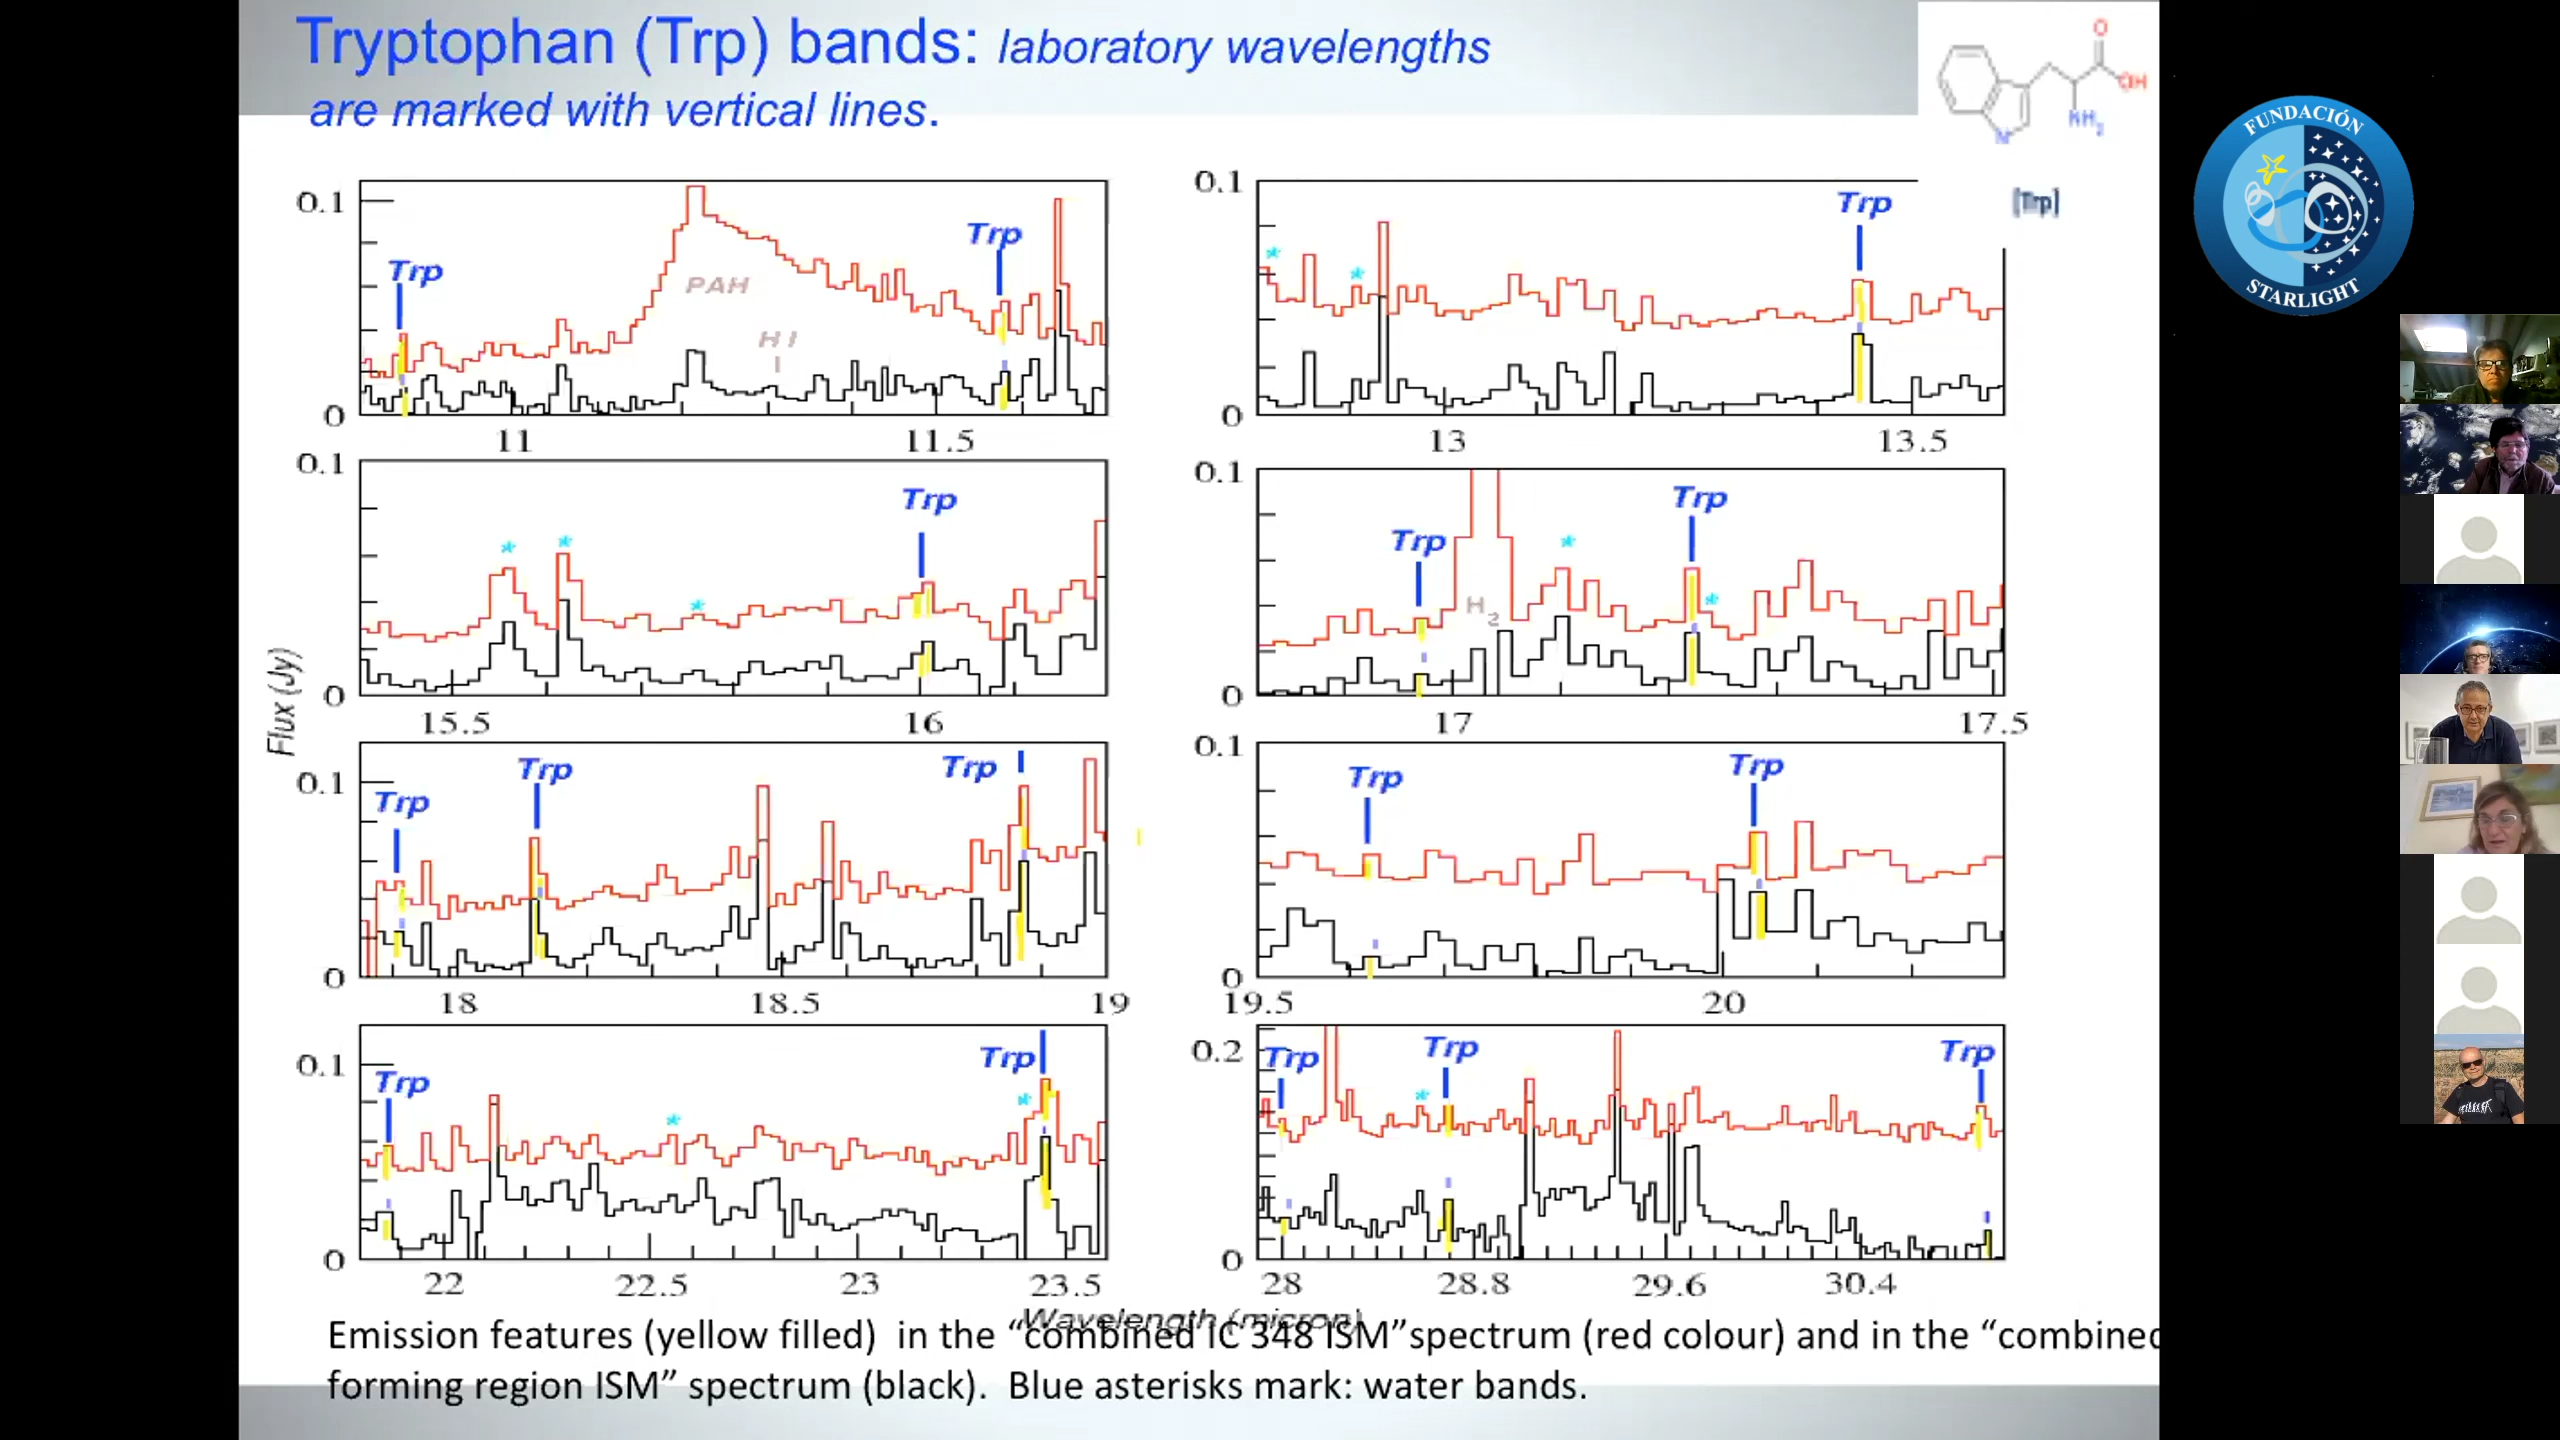 Tryptophan (Trp) bands: laboratory wavelengths
are marked with vertical lines.
O
OH
NH2
N
[Trp]
FUNDACIÓN
STARLIGHT
Flux (Jy)
0.1
0
Trp
PAH
H I
Trp
11
11.5
0.1
0
* *
Trp
13
13.5
0.1
0
* * *
Trp
15.5
16
0.1
0
Trp
H2
*
Trp
*
17
17.5
0.1
0
Trp
Trp
Trp
18
18.5
19
0.1
0
Trp
Trp
19.5
20
0.1
0
Trp
*
*
Trp
22
22.5
23
23.5
0.2
0
Trp
*
Trp
Trp
28
28.8
29.6
30.4
Wavelength (micron)
Emission features (yellow filled) in the “combined IC 348 ISM”spectrum (red colour) and in the “combined
forming region ISM” spectrum (black). Blue asterisks mark: water bands.